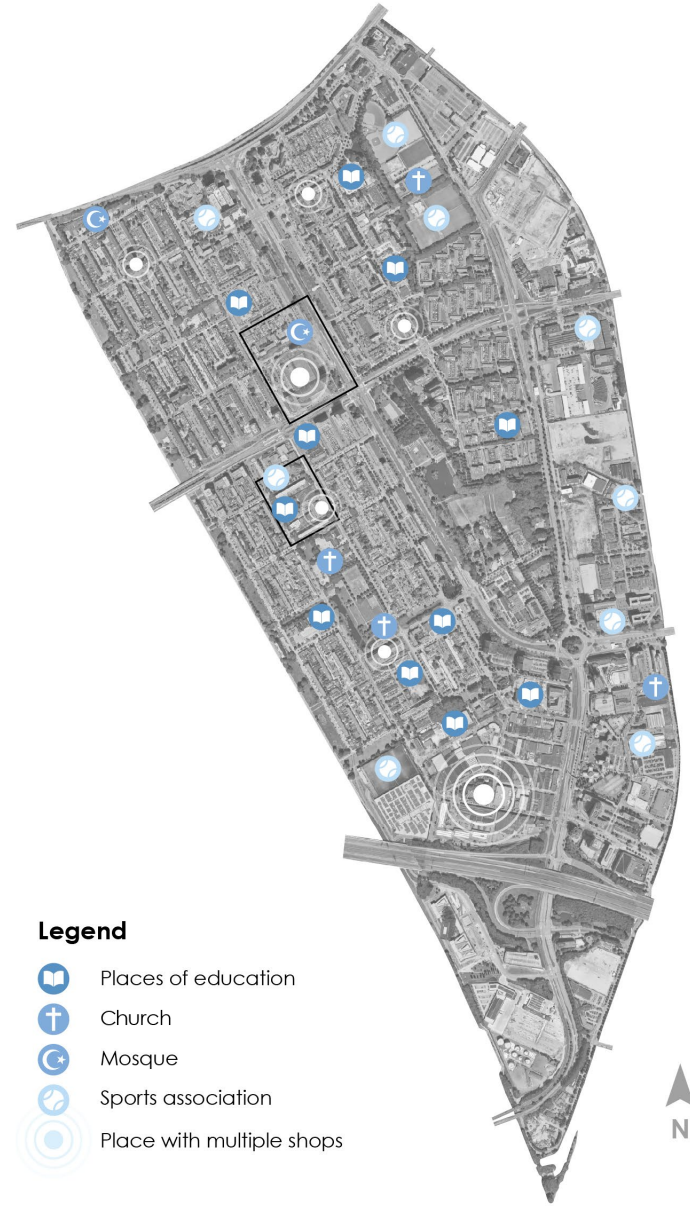 Legend
Places of education
Church
Mosque
Sports association
Place with multiple shops
N